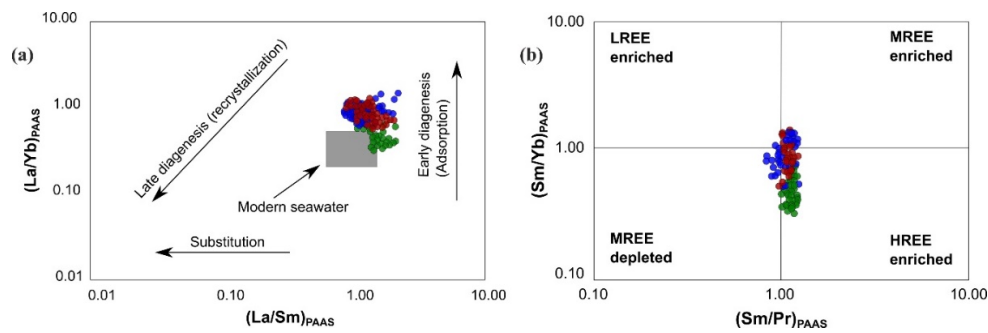 (a)
10.00
1.00
0.10
0.01
(La/Yb)PAAS
Late diagenesis (recrystallization)
Early diagenesis
(Adsorption)
Modern seawater
Substitution
0.01
0.10
1.00
10.00
(La/Sm)PAAS
(b)
10.00
1.00
0.10
(Sm/Yb)PAAS
LREE
enriched
MREE
enriched
MREE
depleted
HREE
enriched
0.10
1.00
10.00
(Sm/Pr)PAAS